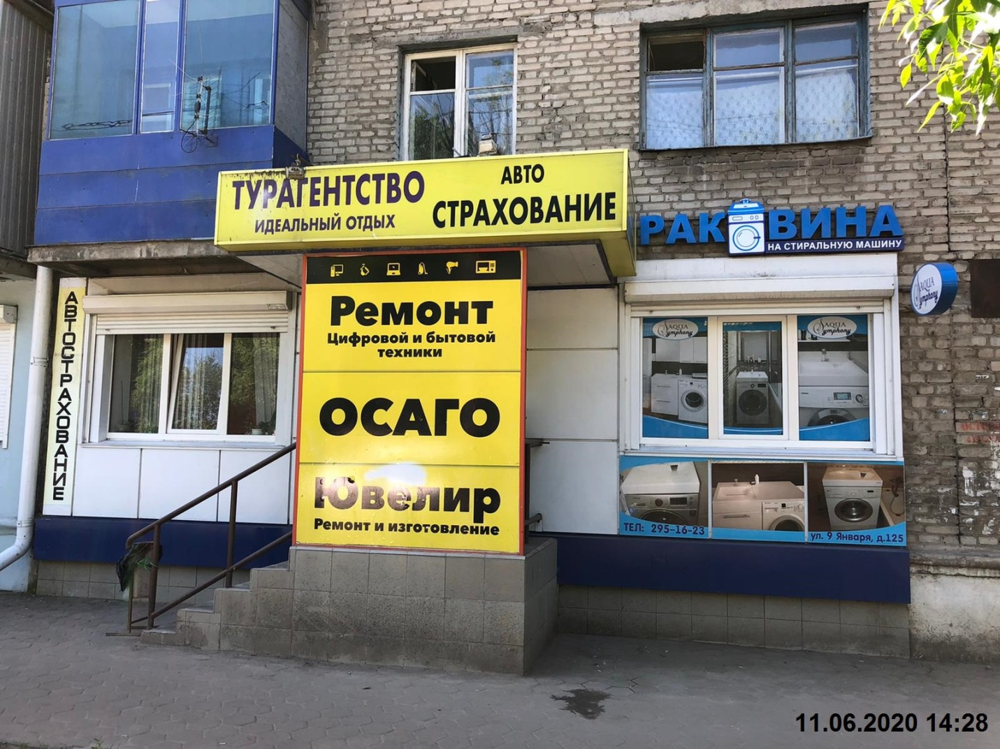 ТУРАГЕНТСТВО
ИДЕАЛЬНЫЙ ОТДЫХ
АВТО
СТРАХОВАНИЕ
РАКОВИНА
НА СТИРАЛЬНУЮ МАШИНУ
AQUA
Symphony
АВТОСТРАХОВАНИЕ
Ремонт
Цифровой и бытовой
техники
ОСАГО
Ювелир
Ремонт и изготовление
AQUA
Symphony
AQUA
Symphony
ТЕЛ: 295-16-23
ул. 9 Января, д.125
11.06.2020 14:28